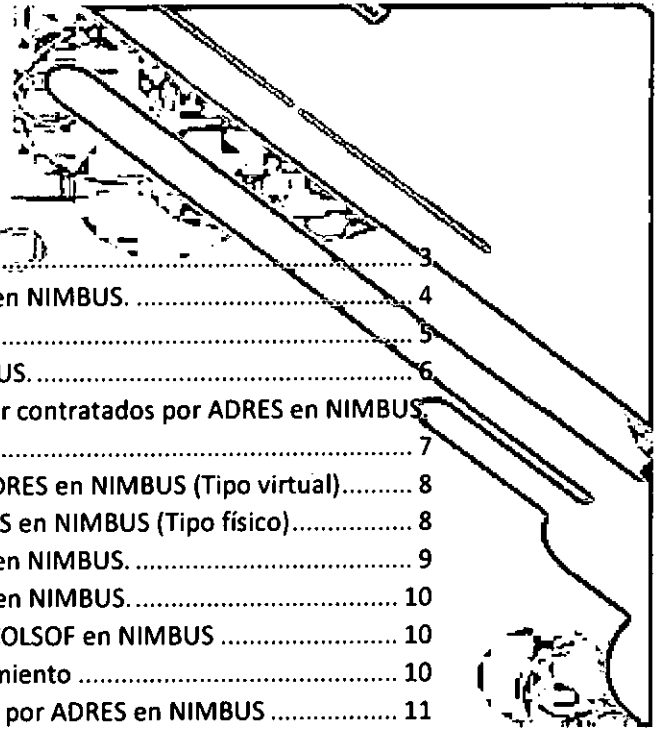 .......................................................... 3
en NIMBUS. ................................... 4
.............................................. 5
US. .................................................. 6
r contratados por ADRES en NIMBUS.
.............................................. 7
DRES en NIMBUS (Tipo virtual).......... 8
S en NIMBUS (Tipo físico)................... 8
en NIMBUS. ................................... 9
en NIMBUS. ................................... 10
OLSOF en NIMBUS ....................... 10
miento ........................................... 10
por ADRES en NIMBUS ................. 11